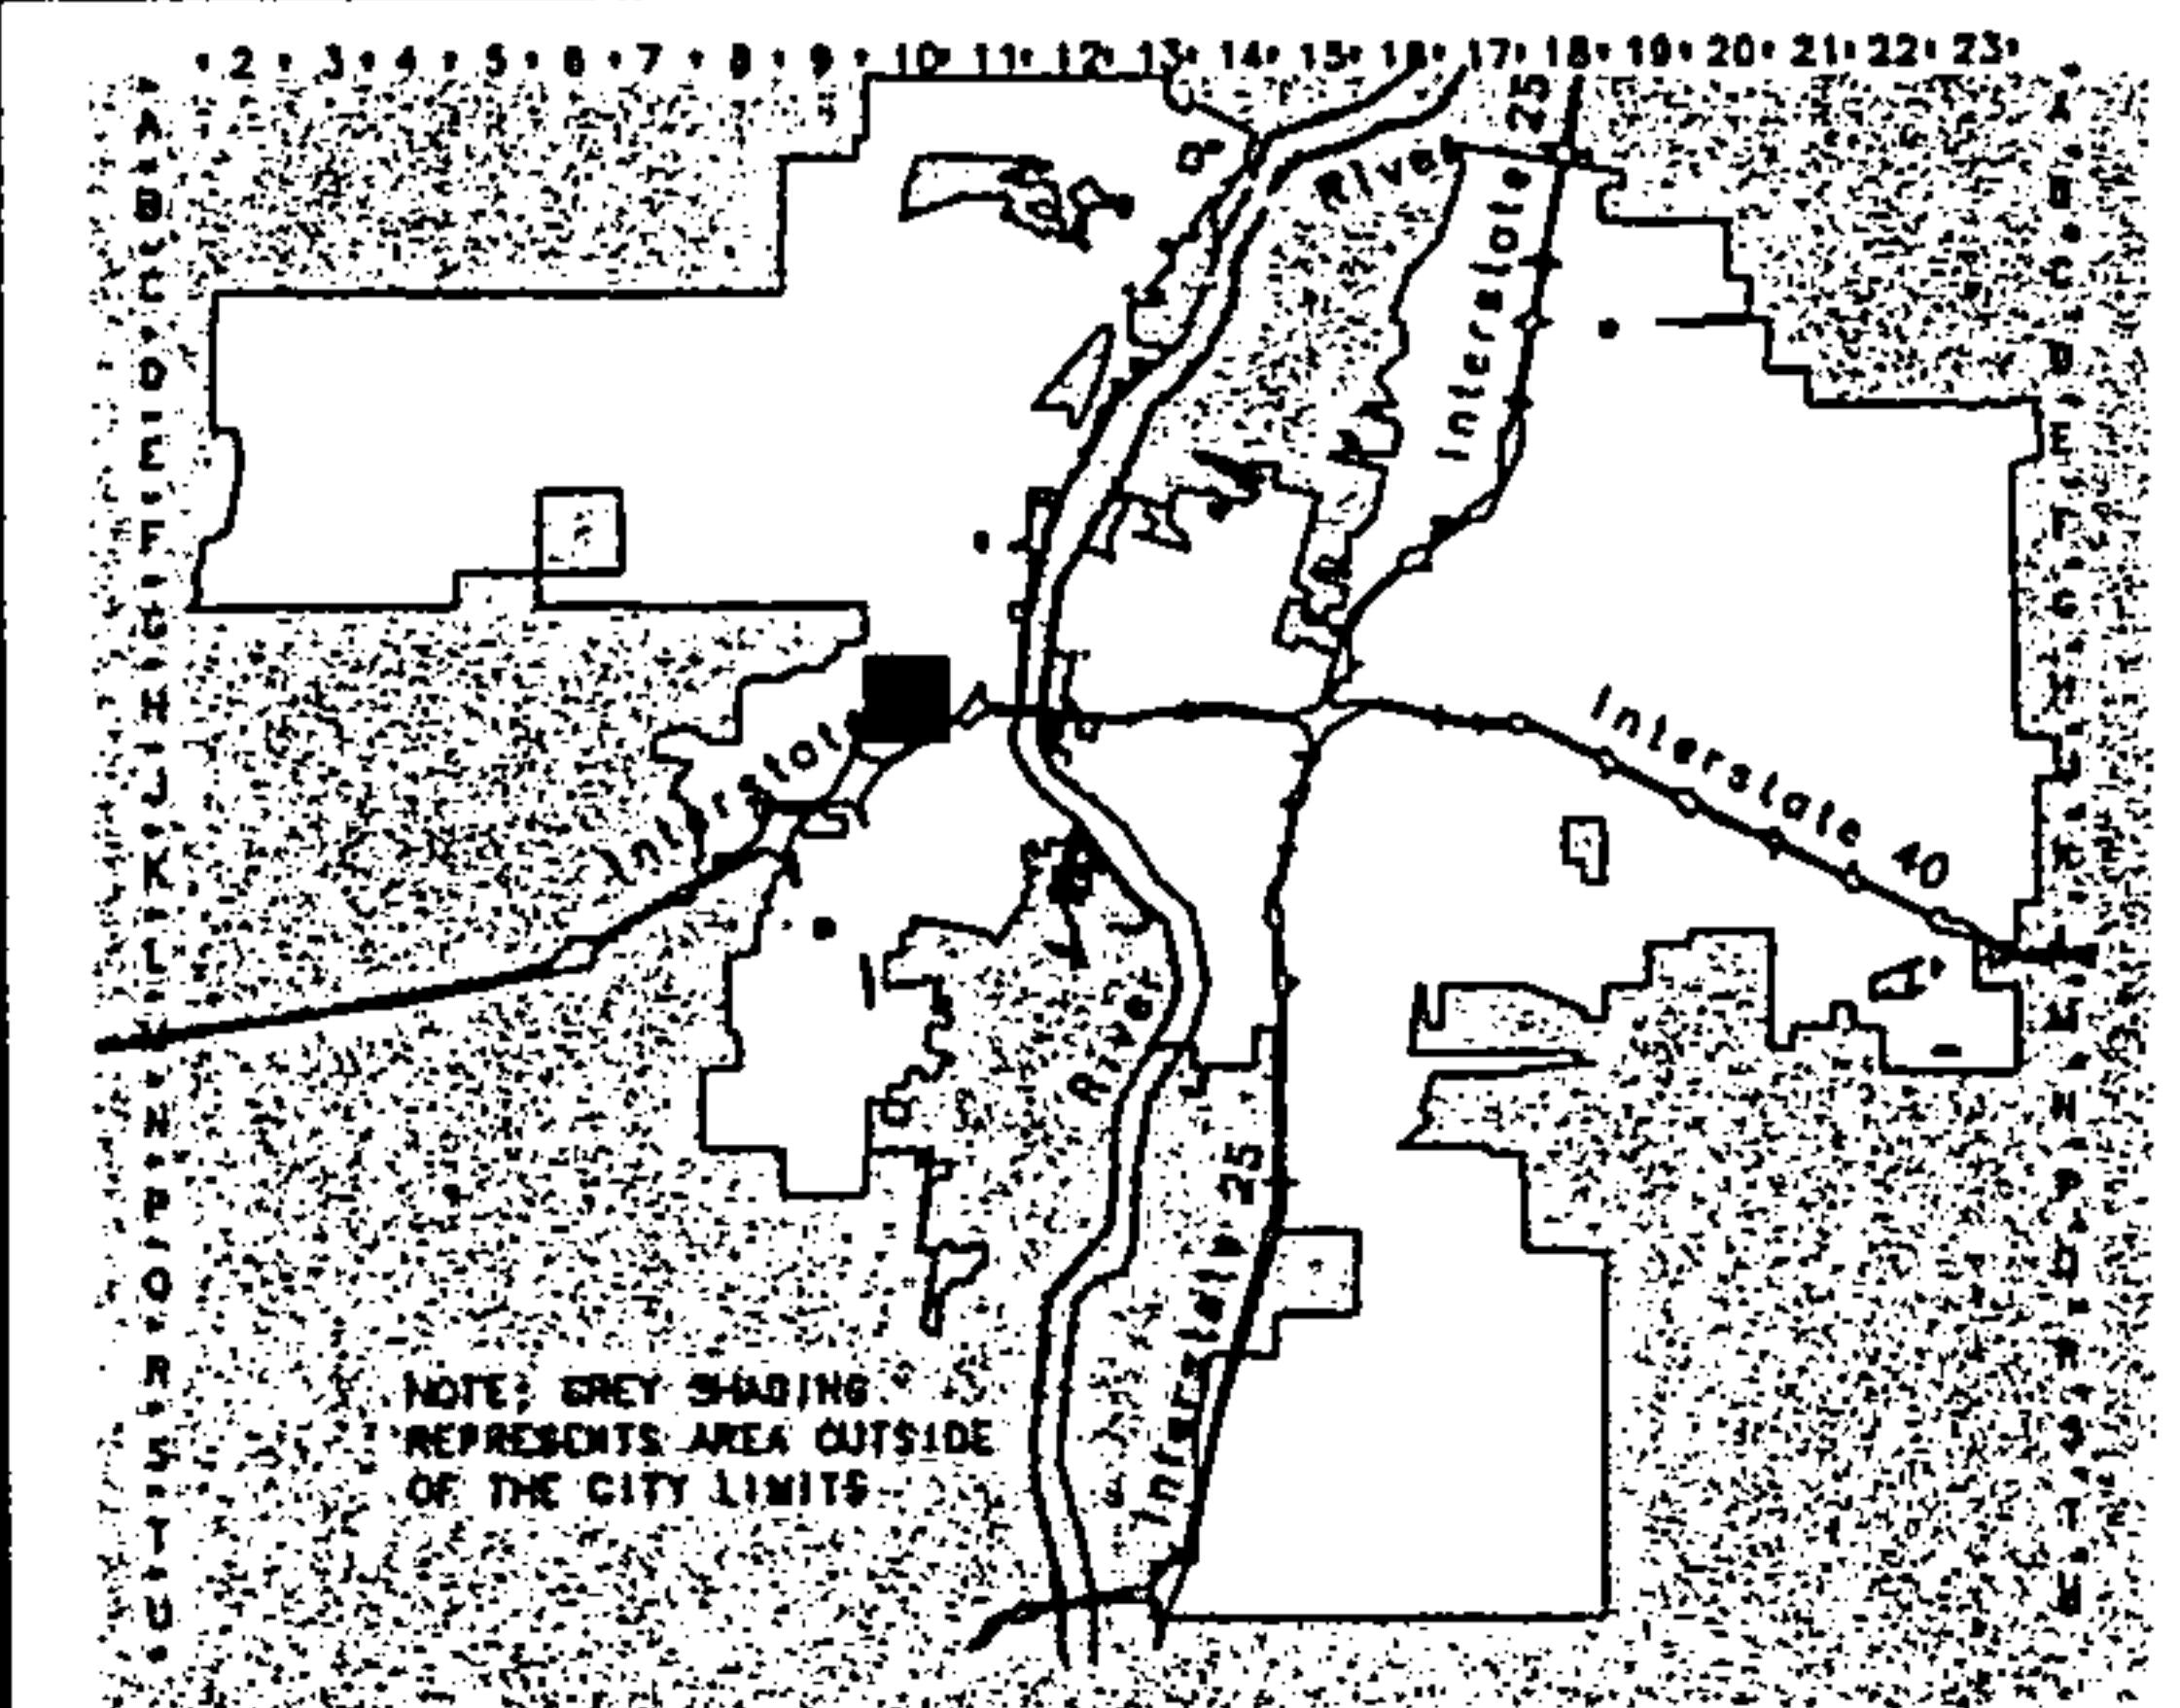 2 3 4 5 6 7 8 9 10 11 12 13 14 15 16 17 18 19 20 21 22 23
A A
B B
C C
D D
E E
F F
G G
H H
J J
K K
L L
M M
N N
P P
Q Q
R R
S S
T T
U U
River
Interstate 25
Interstate
Interstate 40
River
Interstate 25
NOTE: GREY SHADING
REPRESENTS AREA OUTSIDE
OF THE CITY LIMITS